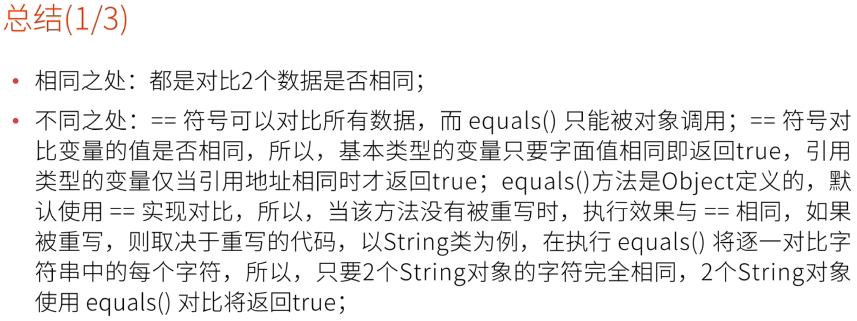 总结(1/3)
• 相同之处：都是对比2个数据是否相同；
• 不同之处：== 符号可以对比所有数据，而 equals() 只能被对象调用；== 符号对
比变量的值是否相同，所以，基本类型的变量只要字面值相同即返回true，引用
类型的变量仅当引用地址相同时才返回true；equals()方法是Object定义的，默
认使用 == 实现对比，所以，当该方法没有被重写时，执行效果与 == 相同，如果
被重写，则取决于重写的代码，以String类为例，在执行 equals() 将逐一对比字
符串中的每个字符，所以，只要2个String对象的字符完全相同，2个String对象
使用 equals() 对比将返回true；